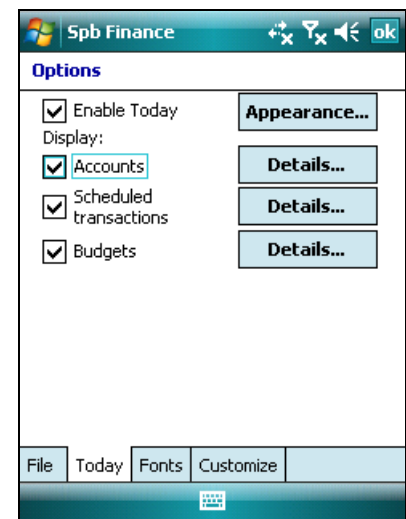 Spb Finance ok
Options
Enable Today Appearance...
Display:
Accounts Details...
Scheduled
transactions Details...
Budgets Details...
File Today Fonts Customize